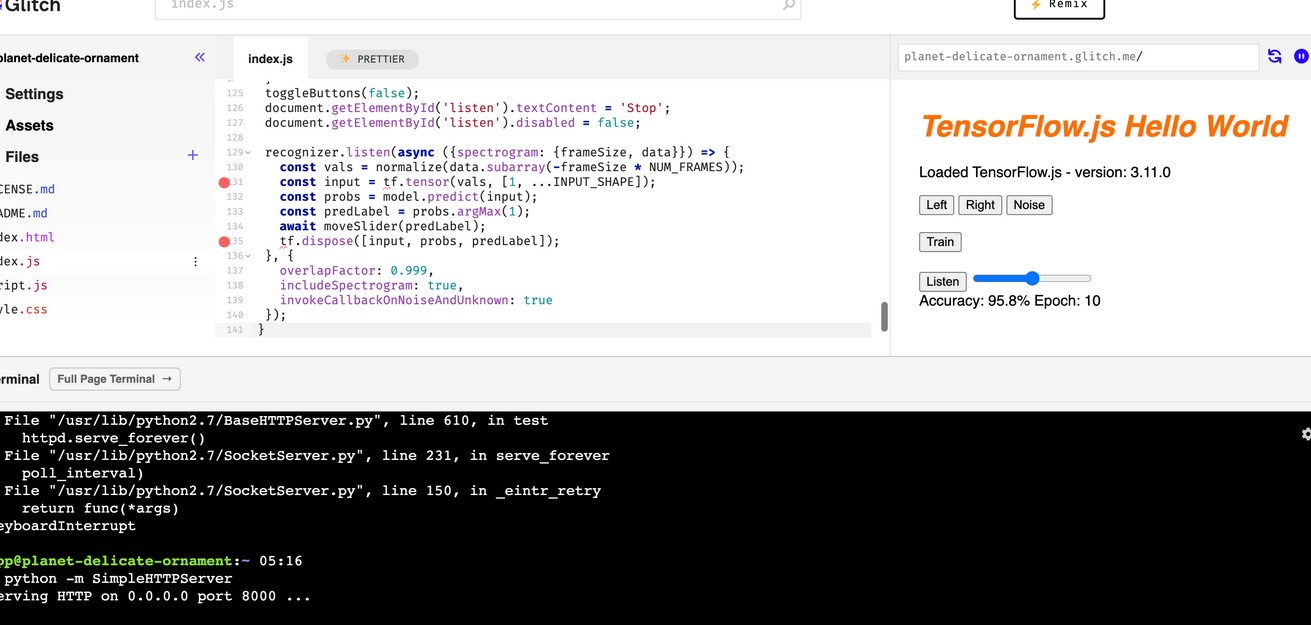 Glitch
index.js
⚡ Remix
planet-delicate-ornament
Settings
Assets
Files
CENSE.md
ADME.md
dex.html
dex.js
ript.js
yle.css
index.js
PRETTIER
125 toggleButtons(false);
126 document.getElementById('listen').textContent = 'Stop';
127 document.getElementById('listen').disabled = false;
128
129 recognizer.listen(async ({spectrogram: {frameSize, data}}) => {
130 const vals = normalize(data.subarray(-frameSize * NUM_FRAMES));
131 const input = tf.tensor(vals, [1, ...INPUT_SHAPE]);
132 const probs = model.predict(input);
133 const predLabel = probs.argMax(1);
134 await moveSlider(predLabel);
135 tf.dispose([input, probs, predLabel]);
136 }, {
137 overlapFactor: 0.999,
138 includeSpectrogram: true,
139 invokeCallbackOnNoiseAndUnknown: true
140 });
141 }
planet-delicate-ornament.glitch.me/
TensorFlow.js Hello World
Loaded TensorFlow.js - version: 3.11.0
Left Right Noise
Train
Listen
Accuracy: 95.8% Epoch: 10
erminal
Full Page Terminal →
File "/usr/lib/python2.7/BaseHTTPServer.py", line 610, in test
httpd.serve_forever()
File "/usr/lib/python2.7/SocketServer.py", line 231, in serve_forever
poll_interval)
File "/usr/lib/python2.7/SocketServer.py", line 150, in _eintr_retry
return func(*args)
eyboardInterrupt
pp@planet-delicate-ornament:~ 05:16
python -m SimpleHTTPServer
erving HTTP on 0.0.0.0 port 8000 ...